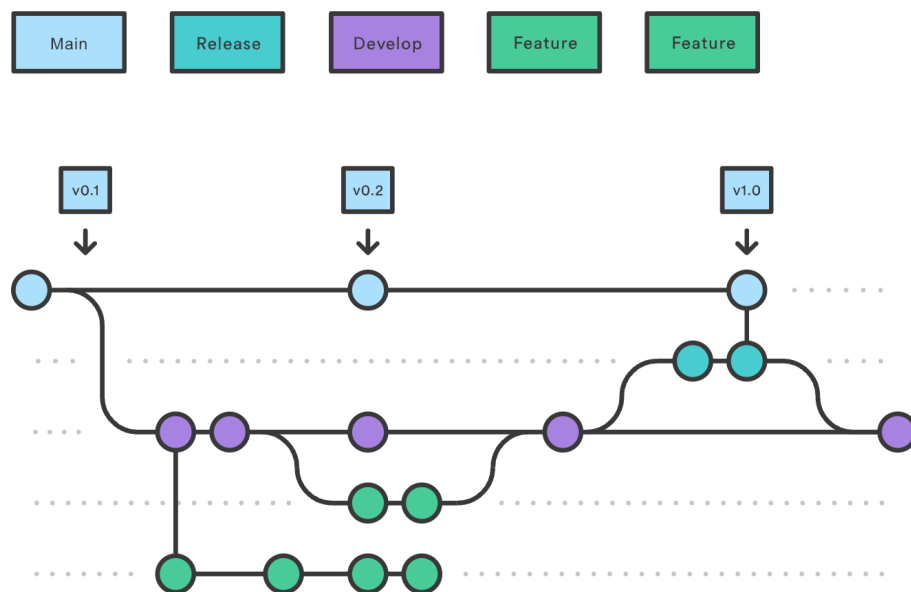 Main
Release
Develop
Feature
Feature
v0.1
v0.2
v1.0